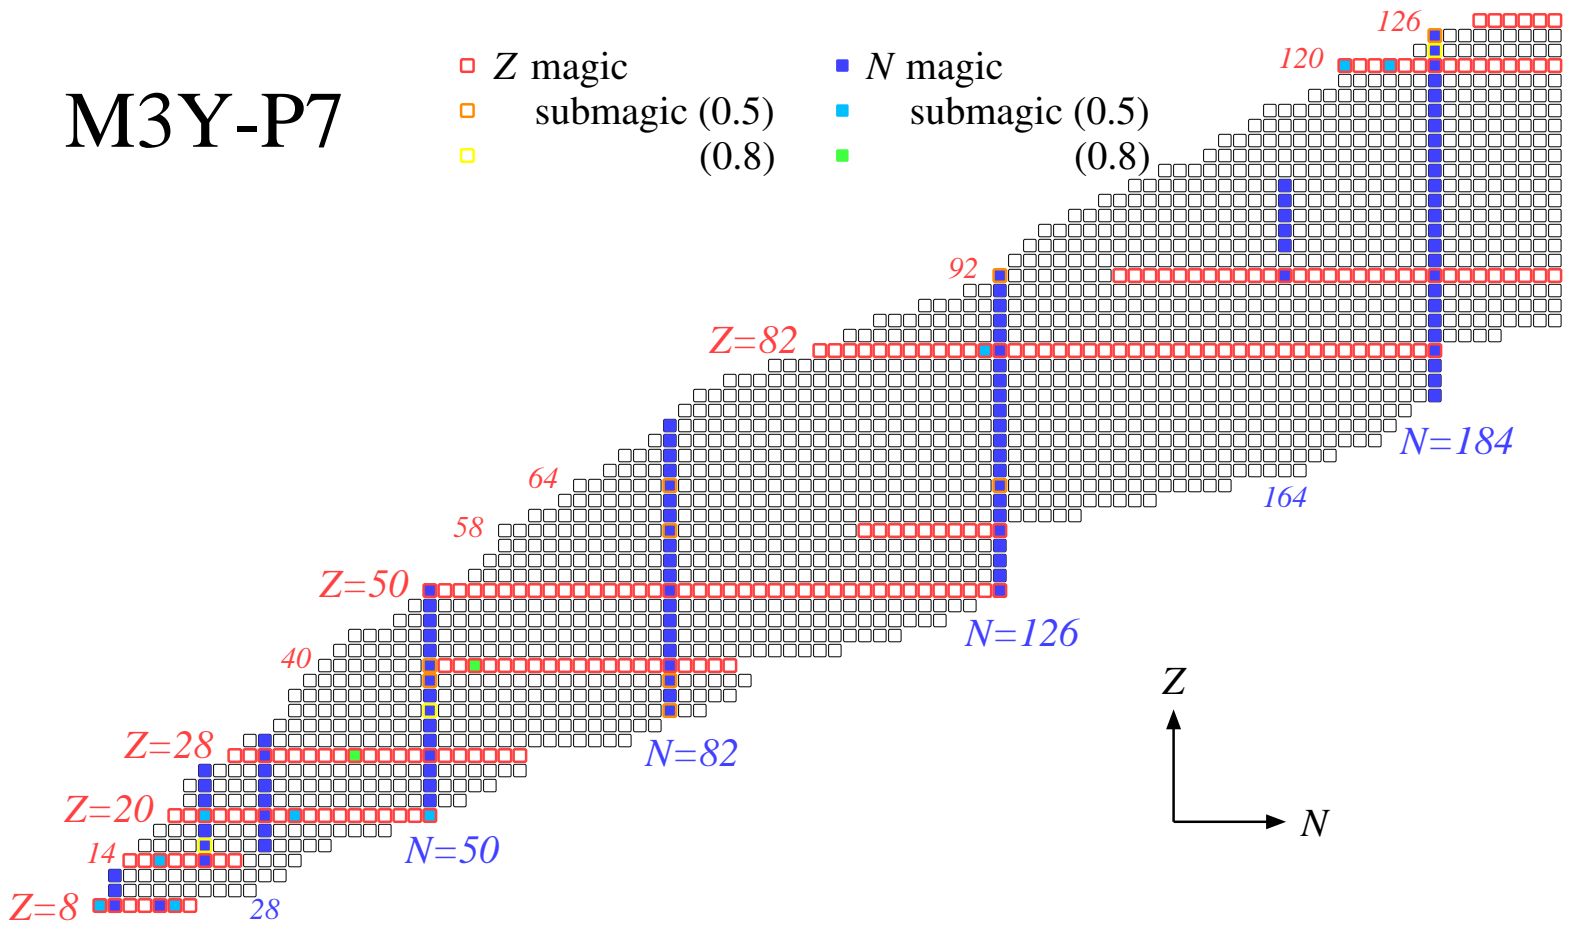 M3Y-P7
Z magic
submagic (0.5)
(0.8)
N magic
submagic (0.5)
(0.8)
126
120
92
Z=82
N=184
64
164
58
Z=50
N=126
40
Z
Z=28
N=82
Z=20
N
14
N=50
Z=8
28